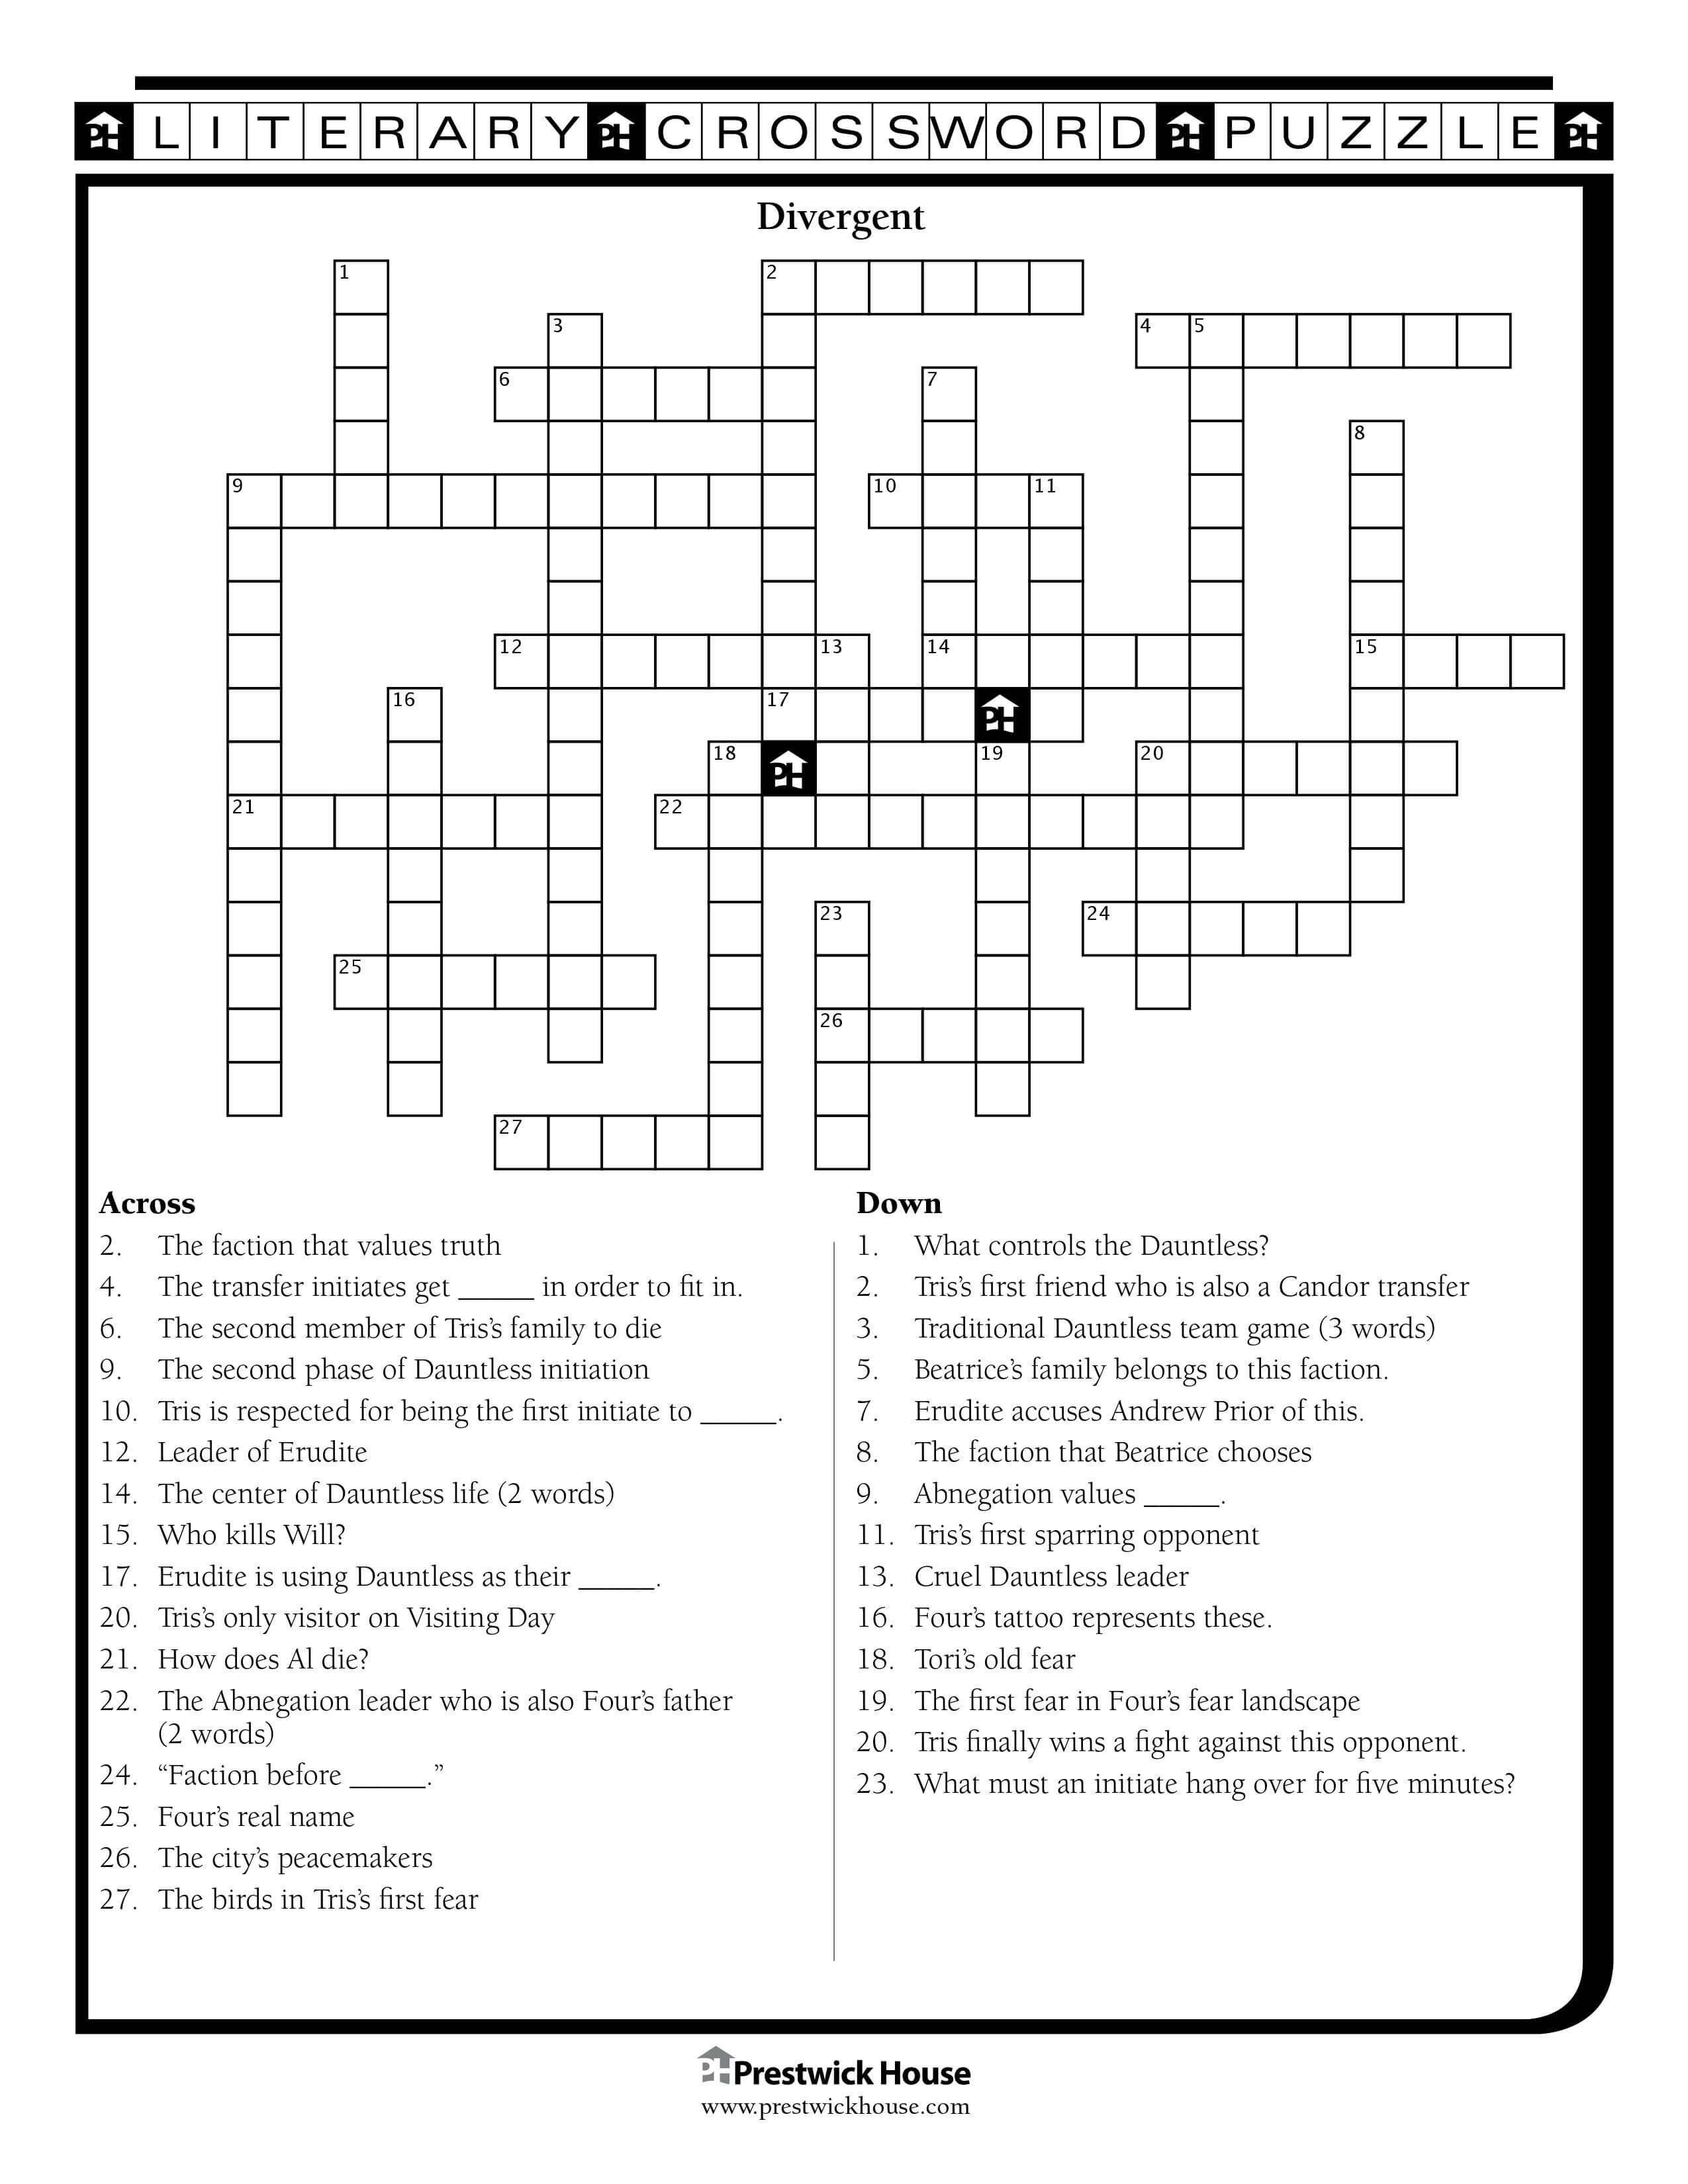 PH LITERARY PH CROSSWORD PH PUZZLE PH
Divergent
1 2
3 4 5
6 7
8
9 10 11
12 13 14 15
16 17 PH
18 PH 19 20
21 22
23 24
25
26
27
Across
2. The faction that values truth
4. The transfer initiates get _____ in order to fit in.
6. The second member of Tris’s family to die
9. The second phase of Dauntless initiation
10. Tris is respected for being the first initiate to _____.
12. Leader of Erudite
14. The center of Dauntless life (2 words)
15. Who kills Will?
17. Erudite is using Dauntless as their _____.
20. Tris’s only visitor on Visiting Day
21. How does Al die?
22. The Abnegation leader who is also Four’s father
(2 words)
24. “Faction before _____.”
25. Four’s real name
26. The city’s peacemakers
27. The birds in Tris’s first fear
Down
1. What controls the Dauntless?
2. Tris’s first friend who is also a Candor transfer
3. Traditional Dauntless team game (3 words)
5. Beatrice’s family belongs to this faction.
7. Erudite accuses Andrew Prior of this.
8. The faction that Beatrice chooses
9. Abnegation values _____.
11. Tris’s first sparring opponent
13. Cruel Dauntless leader
16. Four’s tattoo represents these.
18. Tori’s old fear
19. The first fear in Four’s fear landscape
20. Tris finally wins a fight against this opponent.
23. What must an initiate hang over for five minutes?
PH Prestwick House
www.prestwickhouse.com